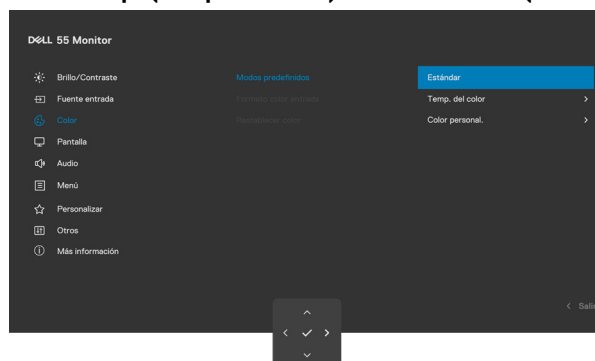 DELL 55 Monitor
Brillo/Contraste
Modos predefinidos
Estándar
Fuente entrada
Formato color entrada
Temp. del color
Color
Restablecer color
Color personal.
Pantalla
Audio
Menú
Personalizar
Otros
Más información